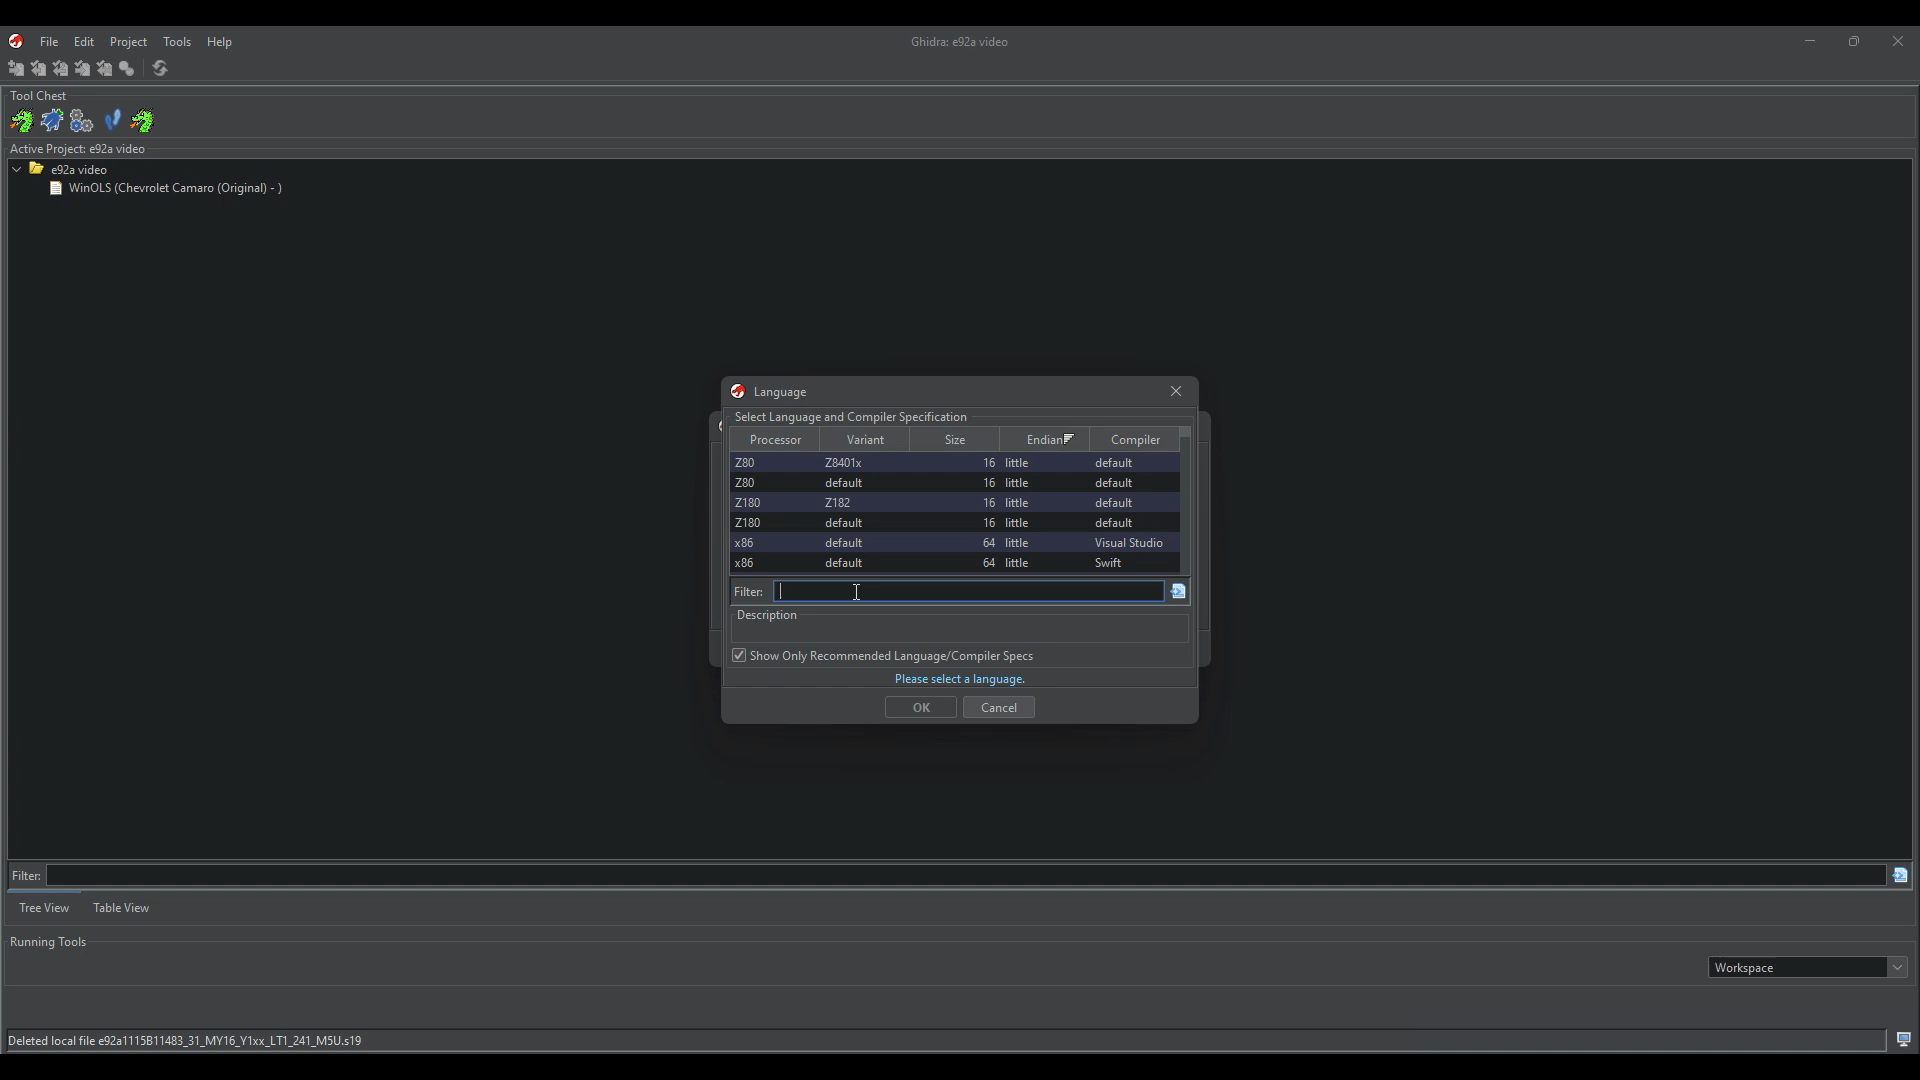 File Edit Project Tools Help
Ghidra: e92a video
Tool Chest
Active Project: e92a video
e92a video
WinOLS (Chevrolet Camaro (Original) - )
Language
Select Language and Compiler Specification
Processor Variant Size Endian Compiler
Z80 Z8401x 16 little default
Z80 default 16 little default
Z180 Z182 16 little default
Z180 default 16 little default
x86 default 64 little Visual Studio
x86 default 64 little Swift
Filter:
Description
Show Only Recommended Language/Compiler Specs
Please select a language.
OK Cancel
Filter:
Tree View Table View
Running Tools
Workspace
Deleted local file e92a1115B11483_31_MY16_Y1xx_LT1_241_M5U.s19